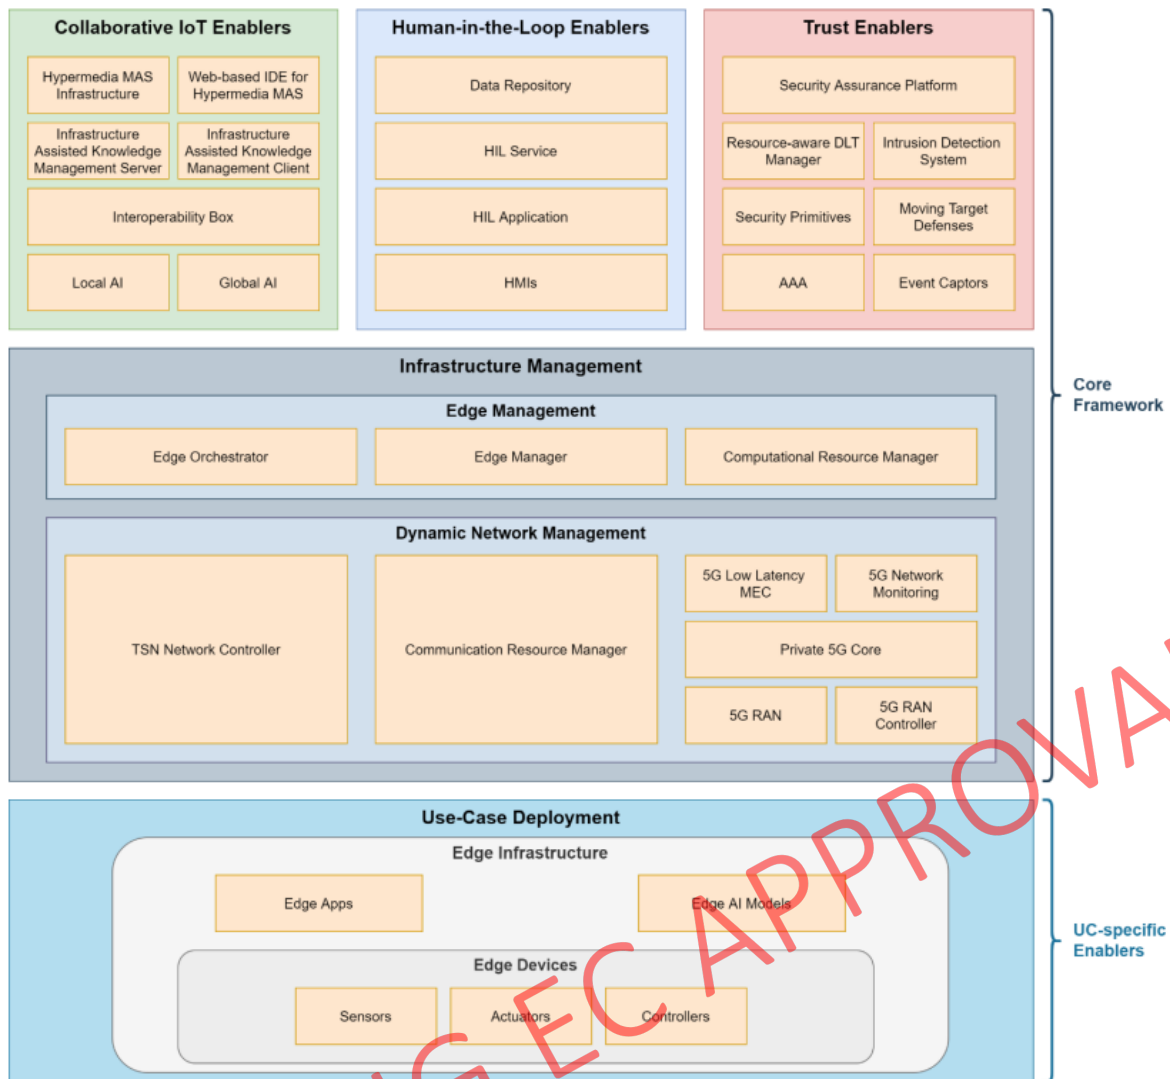 Collaborative IoT Enablers
Hypermedia MAS
Infrastructure
Web-based IDE for
Hypermedia MAS
Infrastructure
Assisted Knowledge
Management Server
Infrastructure
Assisted Knowledge
Management Client
Interoperability Box
Local AI
Global AI
Human-in-the-Loop Enablers
Data Repository
HIL Service
HIL Application
HMIs
Trust Enablers
Security Assurance Platform
Resource-aware DLT
Manager
Intrusion Detection
System
Security Primitives
Moving Target
Defenses
AAA
Event Captors
Core
Framework
Infrastructure Management
Edge Management
Edge Orchestrator
Edge Manager
Computational Resource Manager
Dynamic Network Management
TSN Network Controller
Communication Resource Manager
5G Low Latency
MEC
5G Network
Monitoring
Private 5G Core
5G RAN
5G RAN
Controller
Use-Case Deployment
Edge Infrastructure
Edge Apps
Edge AI Models
Edge Devices
Sensors
Actuators
Controllers
UC-specific
Enablers
EC APPROVA